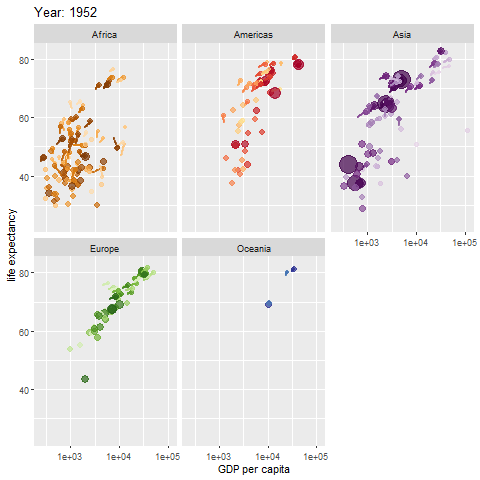 Year: 1952
Africa
Americas
Asia
80
60
40
1e+03 1e+04 1e+05
life expectancy
Europe
Oceania
80
60
40
1e+03 1e+04 1e+05
1e+03 1e+04 1e+05
GDP per capita